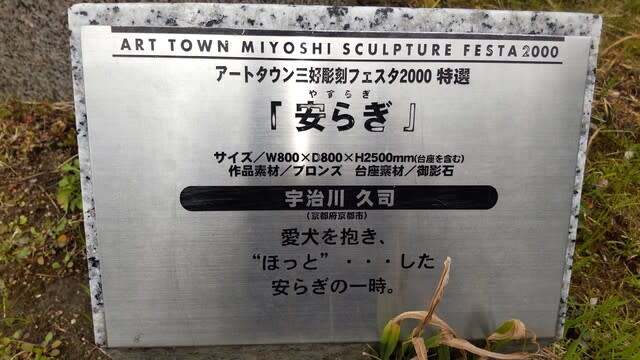 ART TOWN MIYOSHI SCULPTURE FESTA 2000
アートタウン三好彫刻フェスタ2000 特選
やすらぎ
「安らぎ」
サイズ/W800×D800×H2500mm(台座を含む)
作品素材/ブロンズ 台座素材/御影石
宇治川 久司
(京都府京都市)
愛犬を抱き、
“ほっと”・・・した
安らぎの一時。